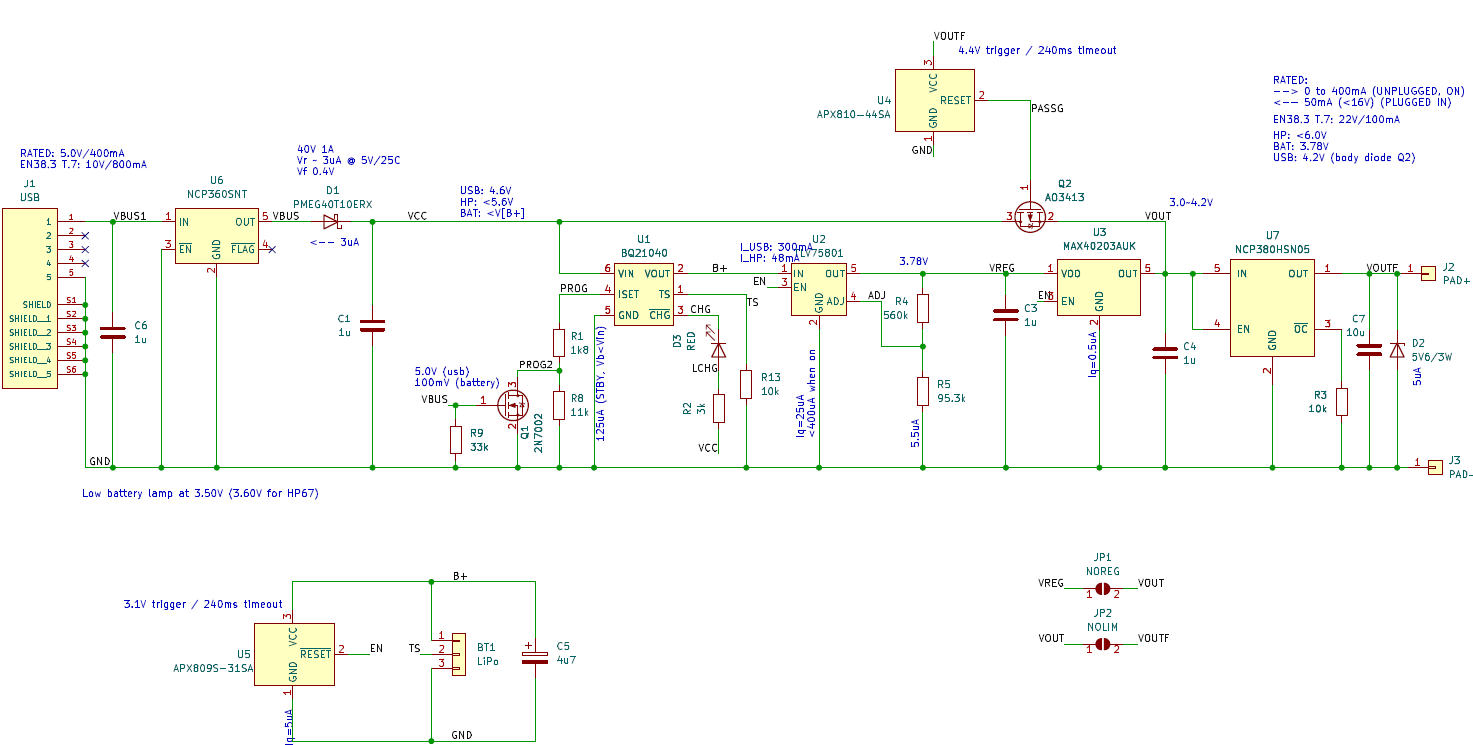 VOUTF
4.4V trigger / 240ms timeout
3
VCC
U4
APX810-44SA
RESET
2
GND
1
GND
PASSG
RATED:
--> 0 to 400mA (UNPLUGGED, ON)
<-- 50mA (<16V) (PLUGGED IN)
EN38.3 T.7: 22V/100mA
HP: <6.0V
BAT: 3.78V
USB: 4.2V (body diode Q2)
RATED: 5.0V/400mA
EN38.3 T.7: 10V/800mA
J1
USB
1
2
3
4
5
SHIELD
SHIELD__1
SHIELD__2
SHIELD__3
SHIELD__4
SHIELD__5
1
2
3
4
5
S1
S2
S3
S4
S5
S6
VBUS1
C6
1u
GND
U6
NCP360SNT
1
IN
OUT
5
3
EN
FLAG
4
GND
2
VBUS
40V 1A
Vr ~ 3uA @ 5V/25C
Vf 0.4V
D1
PMEG40T10ERX
<-- 3uA
VCC
C1
1u
USB: 4.6V
HP: <5.6V
BAT: <V[B+]
5.0V (usb)
100mV (battery)
VBUS
R9
33k
1
3
2
Q1
2N7002
PROG2
PROG
R1
1k8
R8
11k
U1
BQ21040
6
VIN
VOUT
2
4
ISET
TS
1
5
GND
CHG
3
125uA (STBY, Vb<Vin)
B+
TS
CHG
D3
RED
LCHG
R2
3k
VCC
R13
10k
I_USB: 300mA
I_HP: 48mA
U2
TLV75801
1
IN
OUT
5
EN
3
EN
ADJ
4
GND
2
ADJ
Iq=25uA
<400uA when on
3.78V
R4
560k
R5
95.3k
5.5uA
VREG
C3
1u
1
3
2
Q2
AO3413
VOUT
3.0~4.2V
U3
MAX40203AUK
1
VDD
OUT
5
EN
3
EN
GND
2
Iq=0.5uA
C4
1u
U7
NCP380HSN05
5
IN
OUT
1
4
EN
OC
3
GND
2
R3
10k
VOUTF
C7
10u
D2
5V6/3W
5uA
1
J2
PAD+
1
J3
PAD-
Low battery lamp at 3.50V (3.60V for HP67)
3.1V trigger / 240ms timeout
B+
3
VCC
U5
APX809S-31SA
RESET
2
EN
GND
1
Iq=5uA
TS
1
2
3
BT1
LiPo
C5
4u7
GND
JP1
NOREG
VREG
VOUT
1
2
JP2
NOLIM
VOUT
VOUTF
1
2